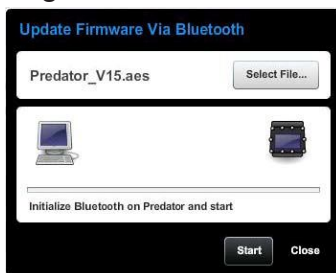 Update Firmware Via Bluetooth
Predator_V15.aes
Select File...
Initialize Bluetooth on Predator and start
Start Close